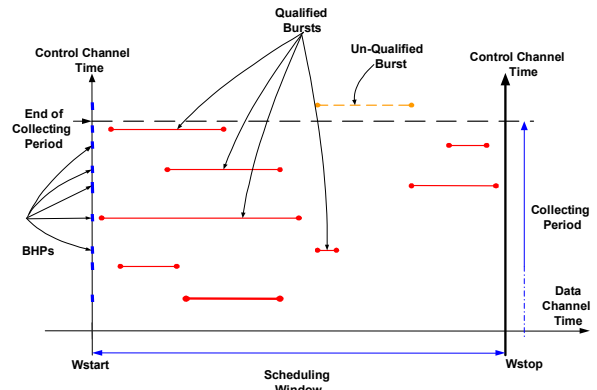 Qualified
Bursts
Un-Qualified
Burst
Control Channel
Time
Control Channel
Time
End of
Collecting
Period
Collecting
Period
BHPs
Data
Channel
Time
Wstart
Wstop
Scheduling
Window